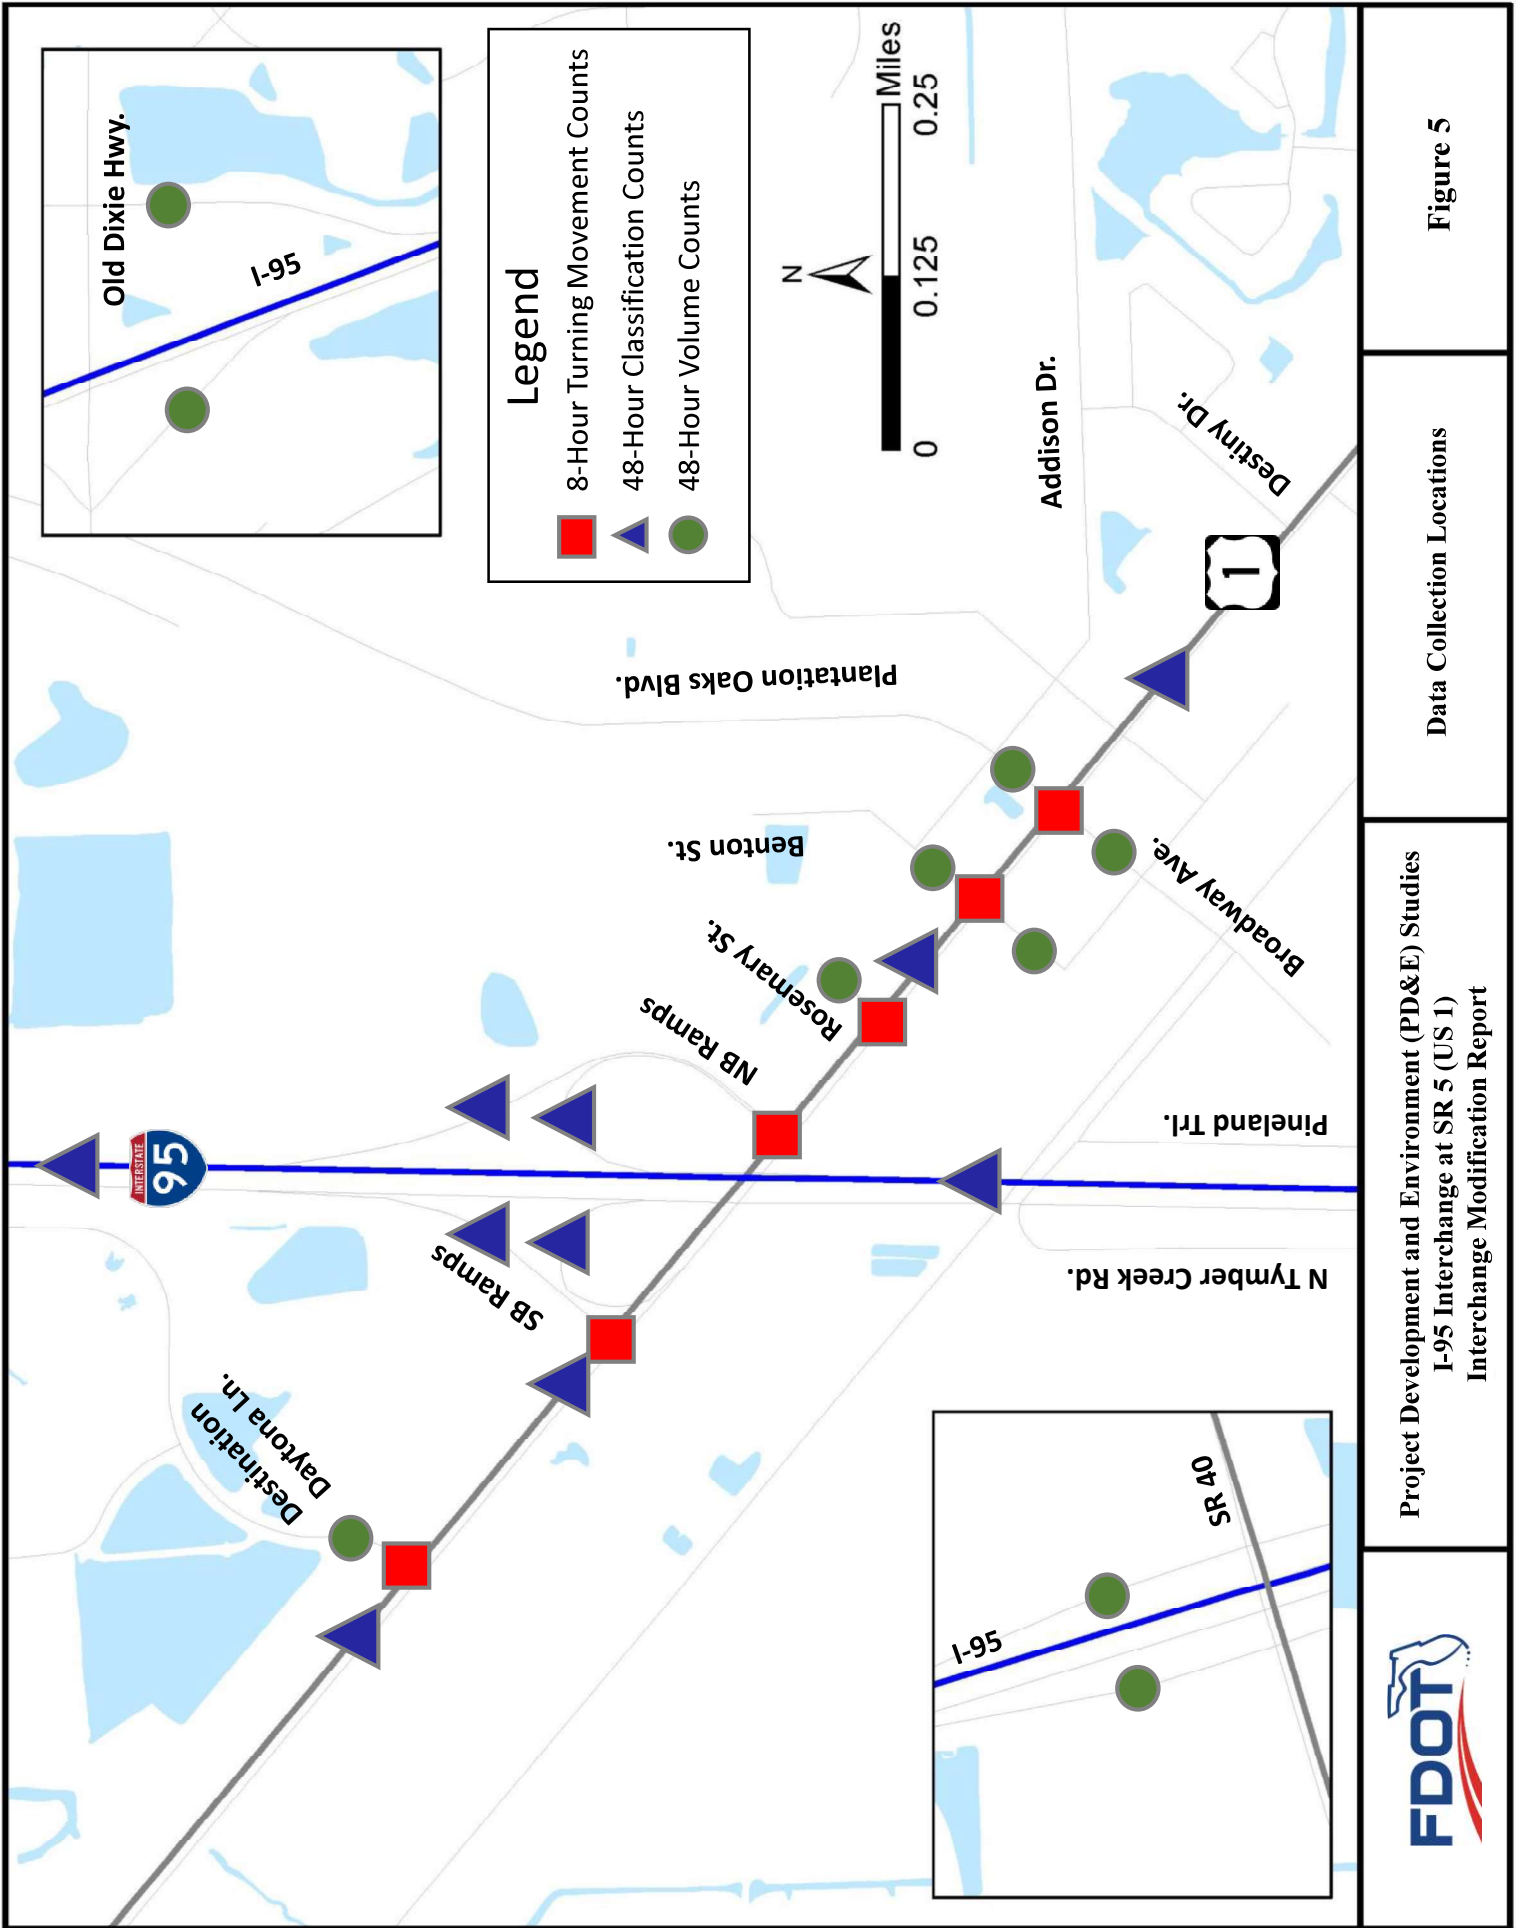 Old Dixie Hwy.
I-95
Legend
8-Hour Turning Movement Counts
48-Hour Classification Counts
48-Hour Volume Counts
N
Miles
0
0.125
0.25
INTERSTATE
95
Destination
Daytona Ln.
SB Ramps
NB Ramps
Rosemary St.
Benton St.
Plantation Oaks Blvd.
Addison Dr.
Destiny Dr.
1
Broadway Ave.
Pineland Trl.
N Tymber Creek Rd.
I-95
SR 40
FDOT
Project Development and Environment (PD&E) Studies
I-95 Interchange at SR 5 (US 1)
Interchange Modification Report
Data Collection Locations
Figure 5